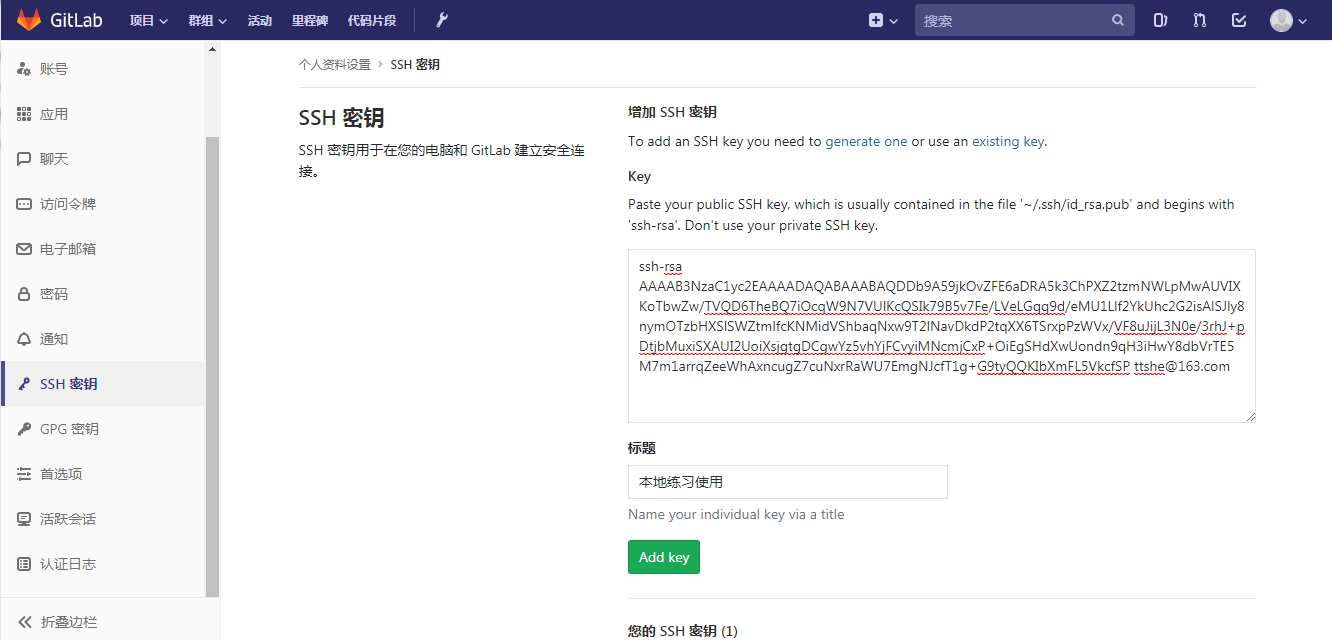 GitLab 项目 群组 活动 里程碑 代码片段 搜索
账号
应用
聊天
访问令牌
电子邮箱
密码
通知
SSH 密钥
GPG 密钥
首选项
活跃会话
认证日志
折叠边栏
个人资料设置 › SSH 密钥
SSH 密钥
SSH 密钥用于在您的电脑和 GitLab 建立安全连
接。
增加 SSH 密钥
To add an SSH key you need to generate one or use an existing key.
Key
Paste your public SSH key, which is usually contained in the file '~/.ssh/id_rsa.pub' and begins with
'ssh-rsa'. Don't use your private SSH key.
ssh-rsa
AAAAB3NzaC1yc2EAAAADAQABAAABAQDDb9A59jkOvZFE6aDRA5k3ChPXZ2tzmNWLpMwAUVIX
KoTbwZw/TVQD6TheBQ7iOcqW9N7VUlKcQSIk79B5v7Fe/LVeLGqq9d/eMU1Llf2YkUhc2G2isAlSJly8
nymOTzbHXSlSWZtmIfcKNMidVShbaqNxw9T2lNavDkdP2tqXX6TSrxpPzWVx/VF8uJijL3N0e/3rhJ+p
DtjbMuxiSXAUI2UoiXsjgtgDCgwYz5vhYjFCvyiMNcmjCxP+OiEgSHdXwUondn9qH3iHwY8dbVrTE5
M7m1arrqZeeWhAxncugZ7cuNxrRaWU7EmgNJcfT1g+G9tyQQKIbXmFL5VkcfSP ttshe@163.com
标题
本地练习使用
Name your individual key via a title
Add key
您的 SSH 密钥 (1)